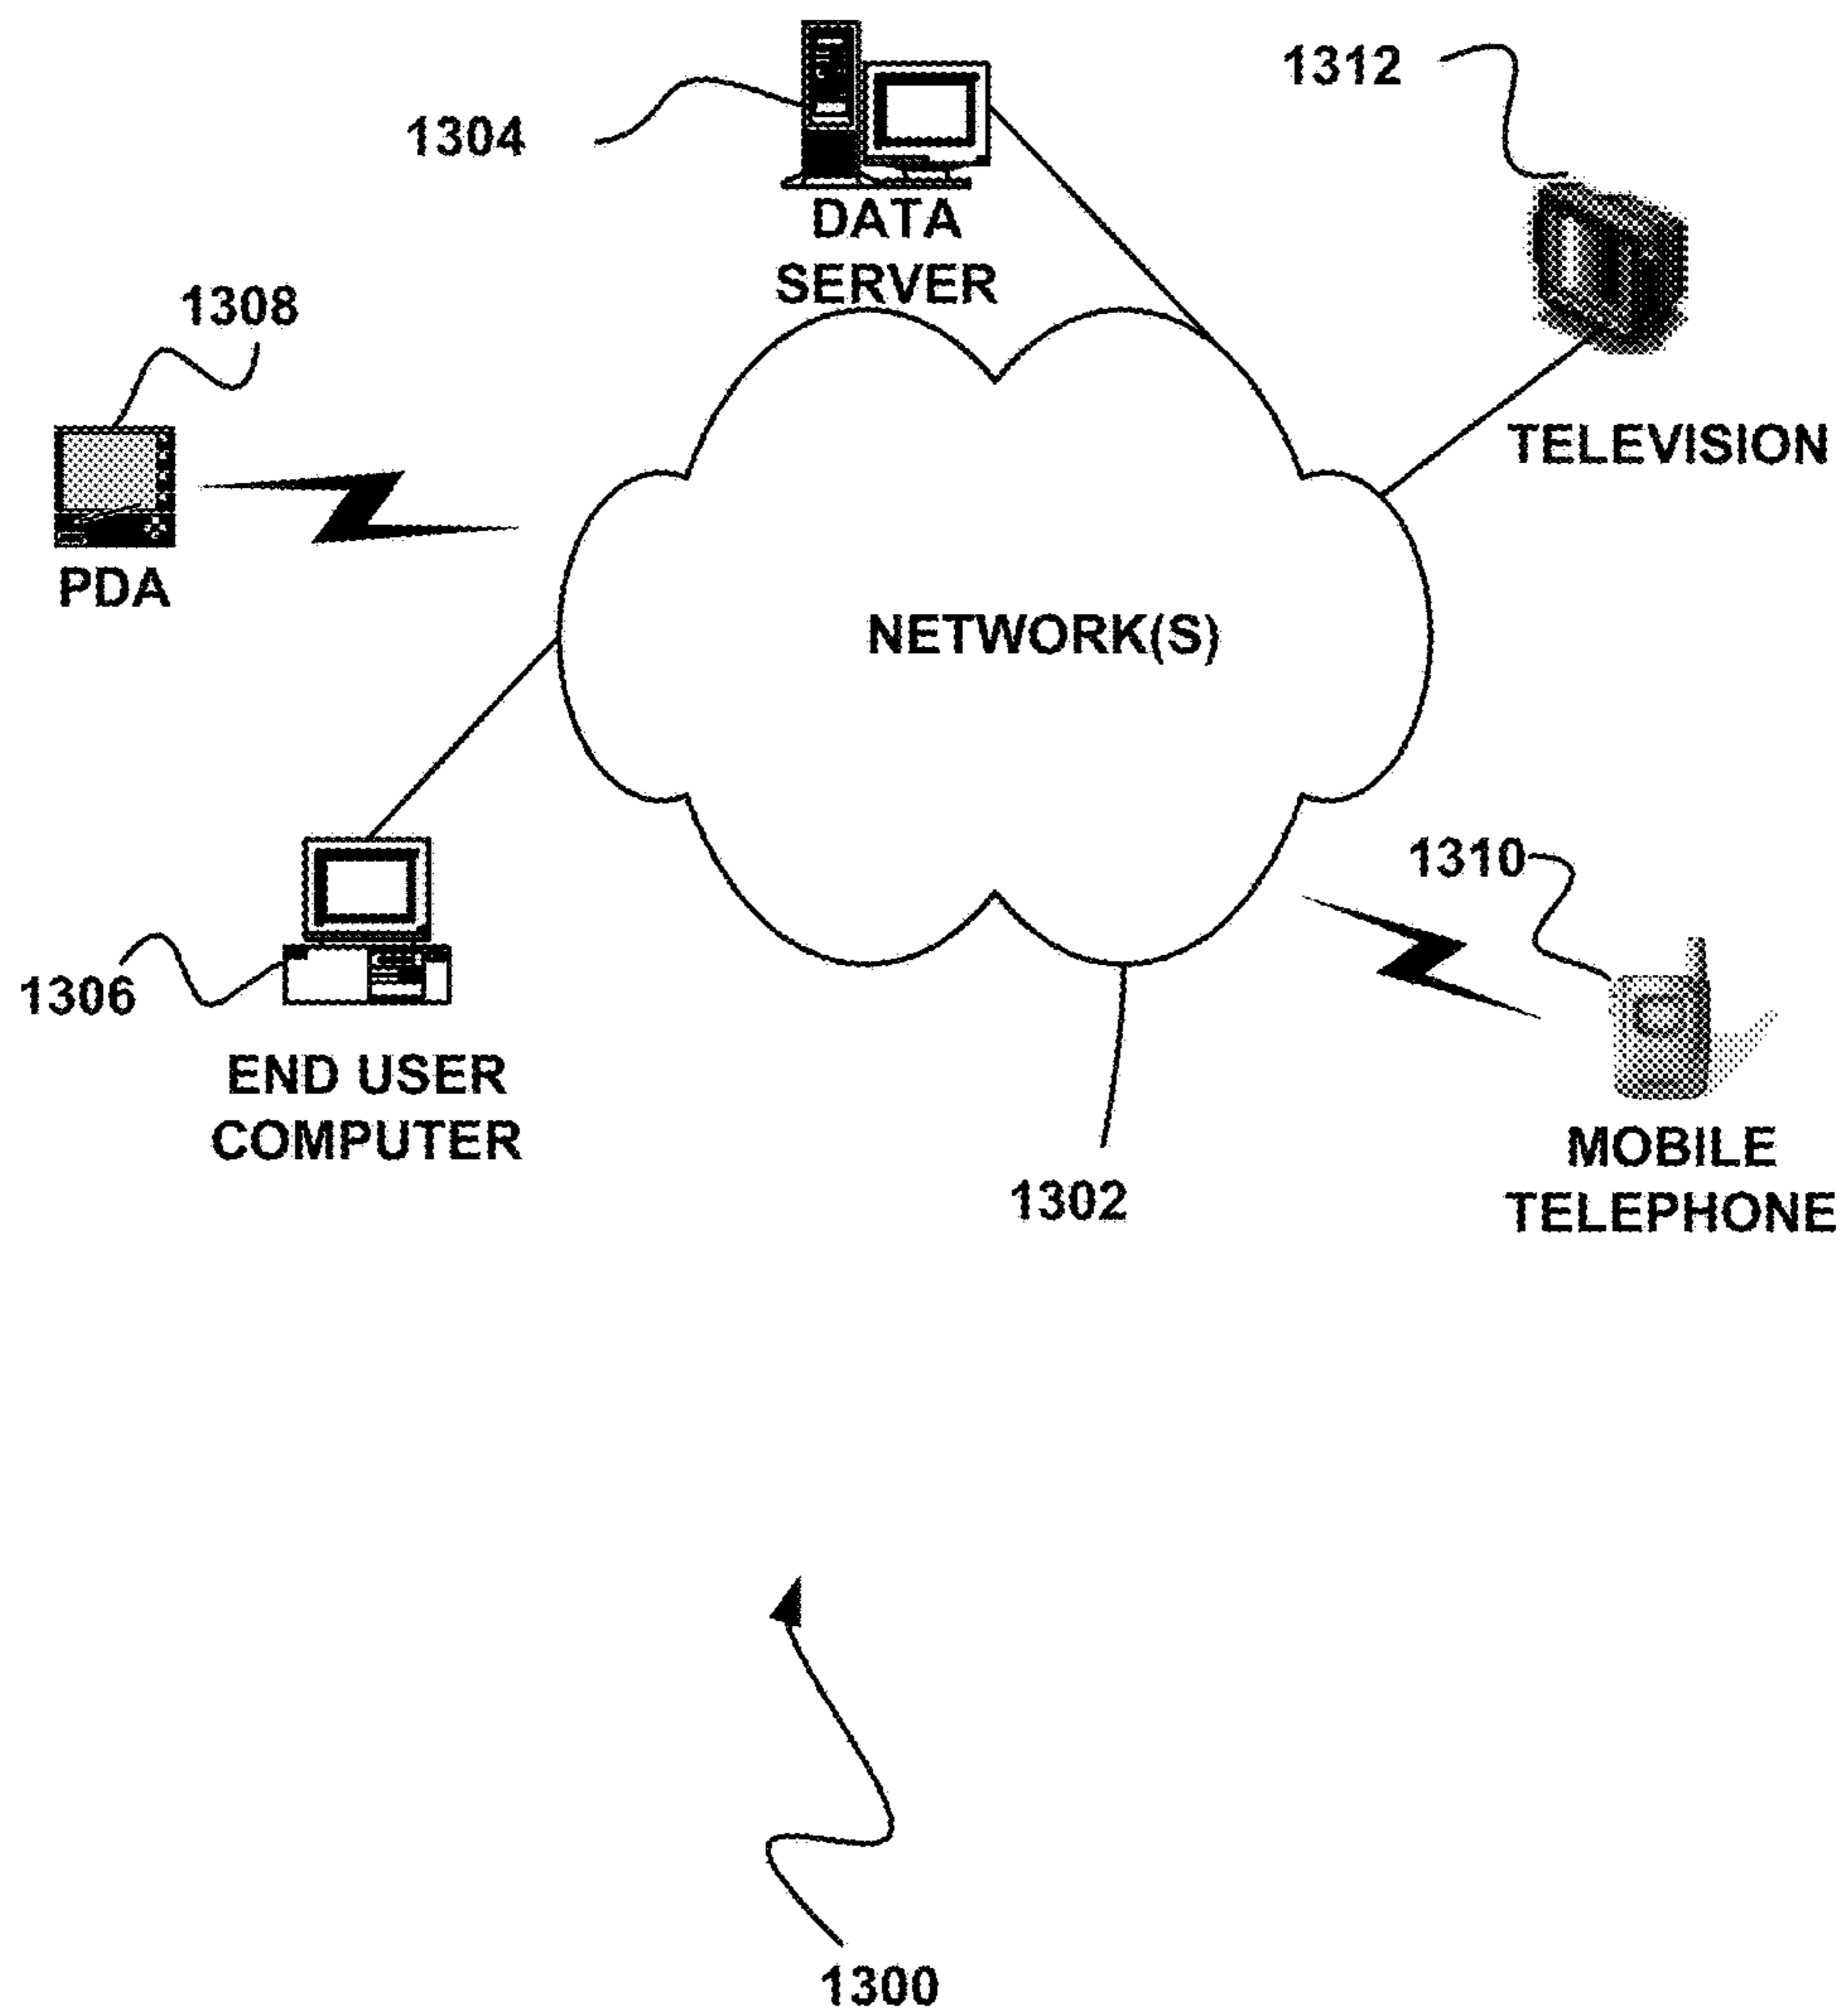 1304
DATA
SERVER
1312
TELEVISION
1308
PDA
NETWORK(S)
1306
END USER
COMPUTER
1310
MOBILE
TELEPHONE
1302
1300